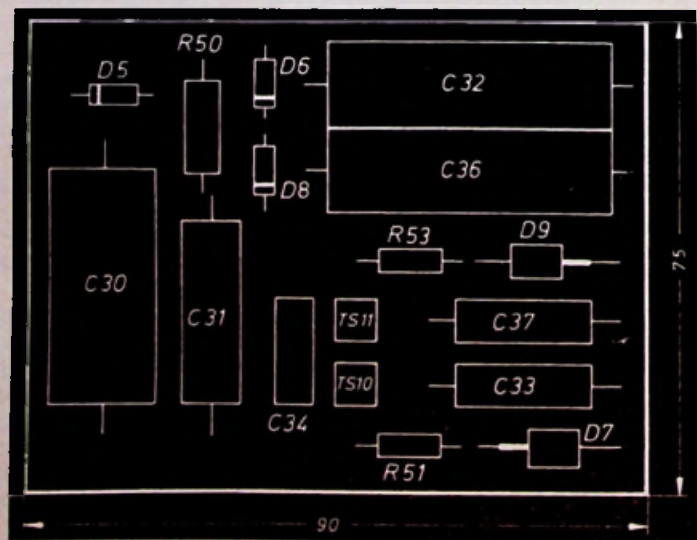 R50
D5
D6
C32
D8
C36
R53
D9
C30
C31
TS11
C37
TS10
C33
C34
D7
R51
75
90